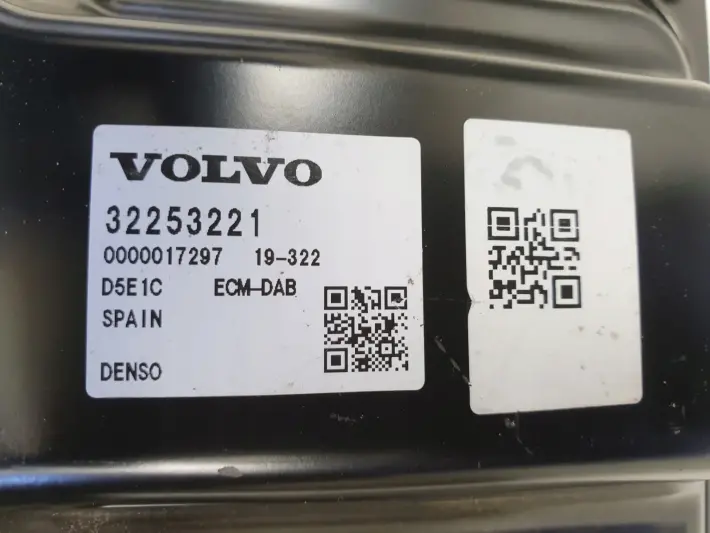 VOLVO
32253221
0000017297 19-322
D5E1C ECM-DAB
SPAIN
DENSO